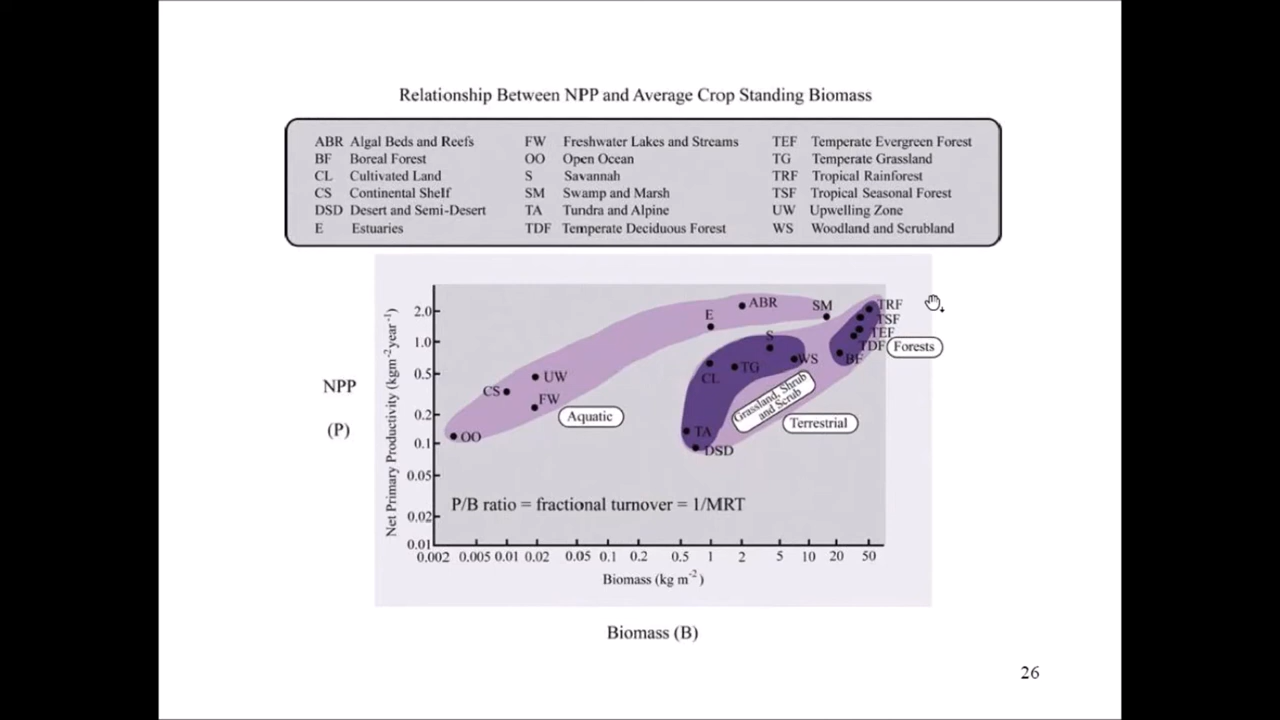 Relationship Between NPP and Average Crop Standing Biomass
ABR Algal Beds and Reefs FW Freshwater Lakes and Streams TEF Temperate Evergreen Forest
BF Boreal Forest OO Open Ocean TG Temperate Grassland
CL Cultivated Land S Savannah TRF Tropical Rainforest
CS Continental Shelf SM Swamp and Marsh TSF Tropical Seasonal Forest
DSD Desert and Semi-Desert TA Tundra and Alpine UW Upwelling Zone
E Estuaries TDF Temperate Deciduous Forest WS Woodland and Scrubland
NPP
(P)
Net Primary Productivity (kgm-2year-1)
2.0
1.0
0.5
0.2
0.1
0.05
0.02
0.01
ABR
SM
TRF
E
TSF
TEF
S
TDF
Forests
WS
BF
TG
CL
UW
CS
FW
Grassland, Shrub
and Scrub
Aquatic
Terrestrial
TA
OO
DSD
P/B ratio = fractional turnover = 1/MRT
0.002 0.005 0.01 0.02 0.05 0.1 0.2 0.5 1 2 5 10 20 50
Biomass (kg m-2)
Biomass (B)
26